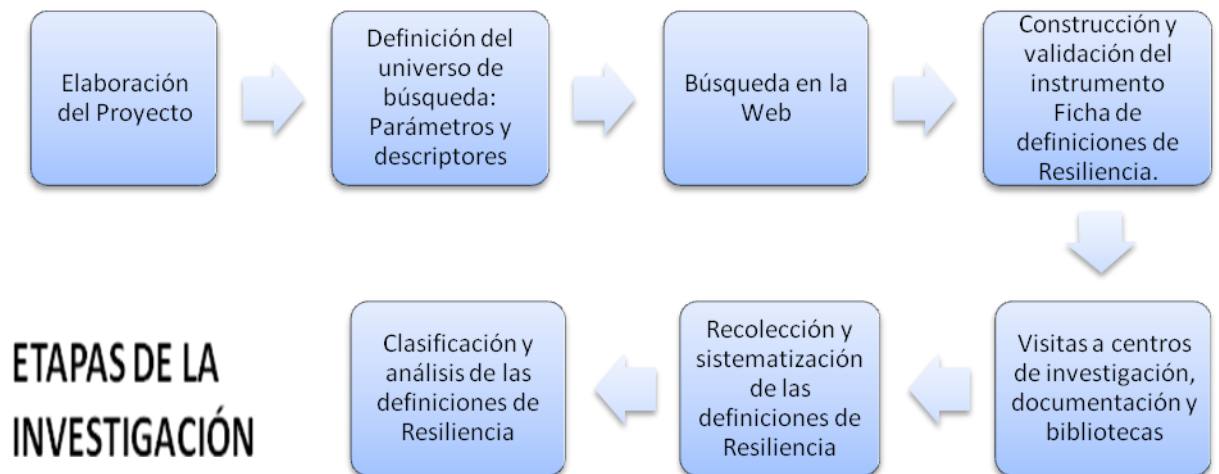 Elaboración
del Proyecto
Definición del
universo de
búsqueda:
Parámetros y
descriptores
Búsqueda en la
Web
Construcción y
validación del
instrumento
Ficha de
definiciones de
Resiliencia.
Visitas a centros
de investigación,
documentación y
bibliotecas
Recolección y
sistematización
de las
definiciones de
Resiliencia
Clasificación y
análisis de las
definiciones de
Resiliencia
ETAPAS DE LA
INVESTIGACIÓN